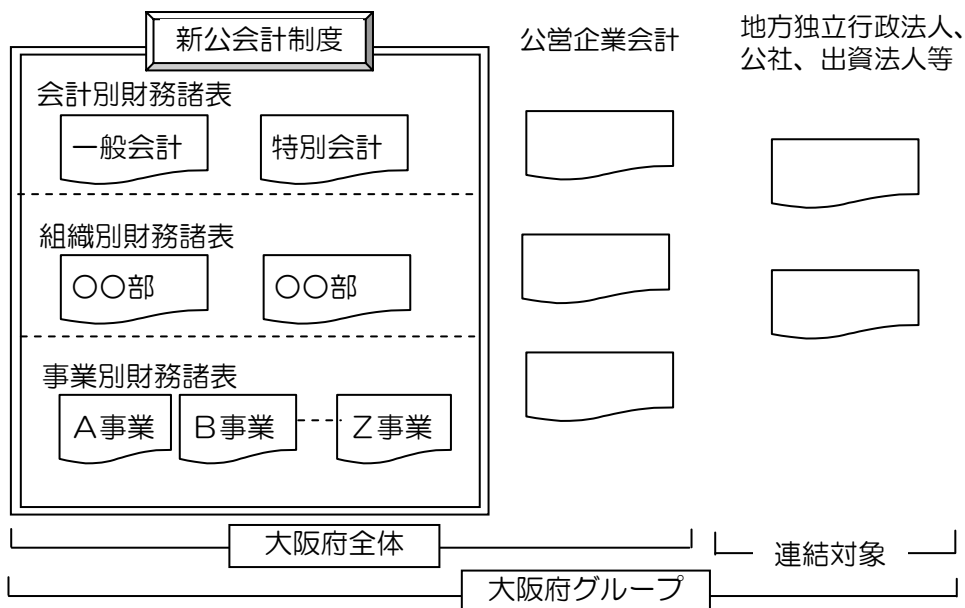 新公会計制度
会計別財務諸表
一般会計
特別会計
組織別財務諸表
〇〇部
〇〇部
事業別財務諸表
A事業
B事業
Z事業
公営企業会計
地方独立行政法人、
公社、出資法人等
大阪府全体
連結対象
大阪府グループ